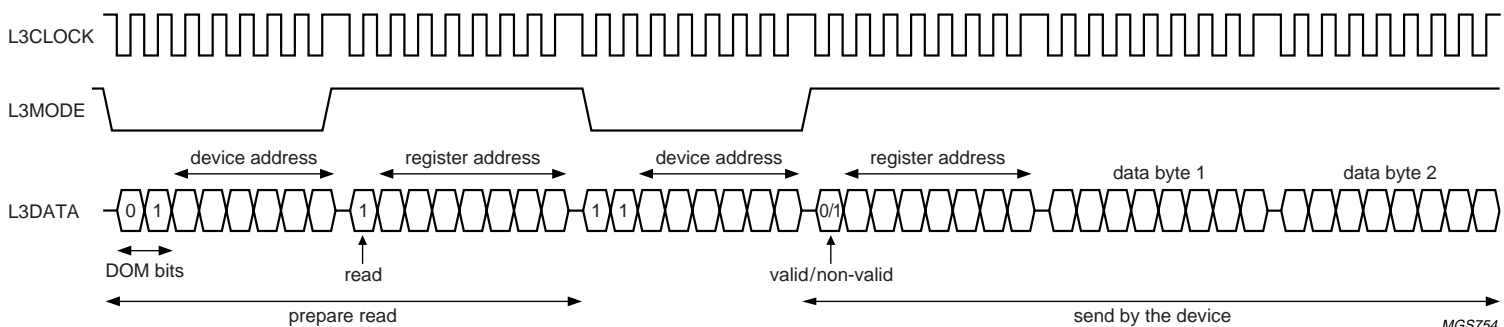 L3CLOCK
L3MODE
device address register address device address register address
data byte 1 data byte 2
L3DATA 0 1 1 1 1 0/1
DOM bits read valid/non-valid
prepare read send by the device
MGS754